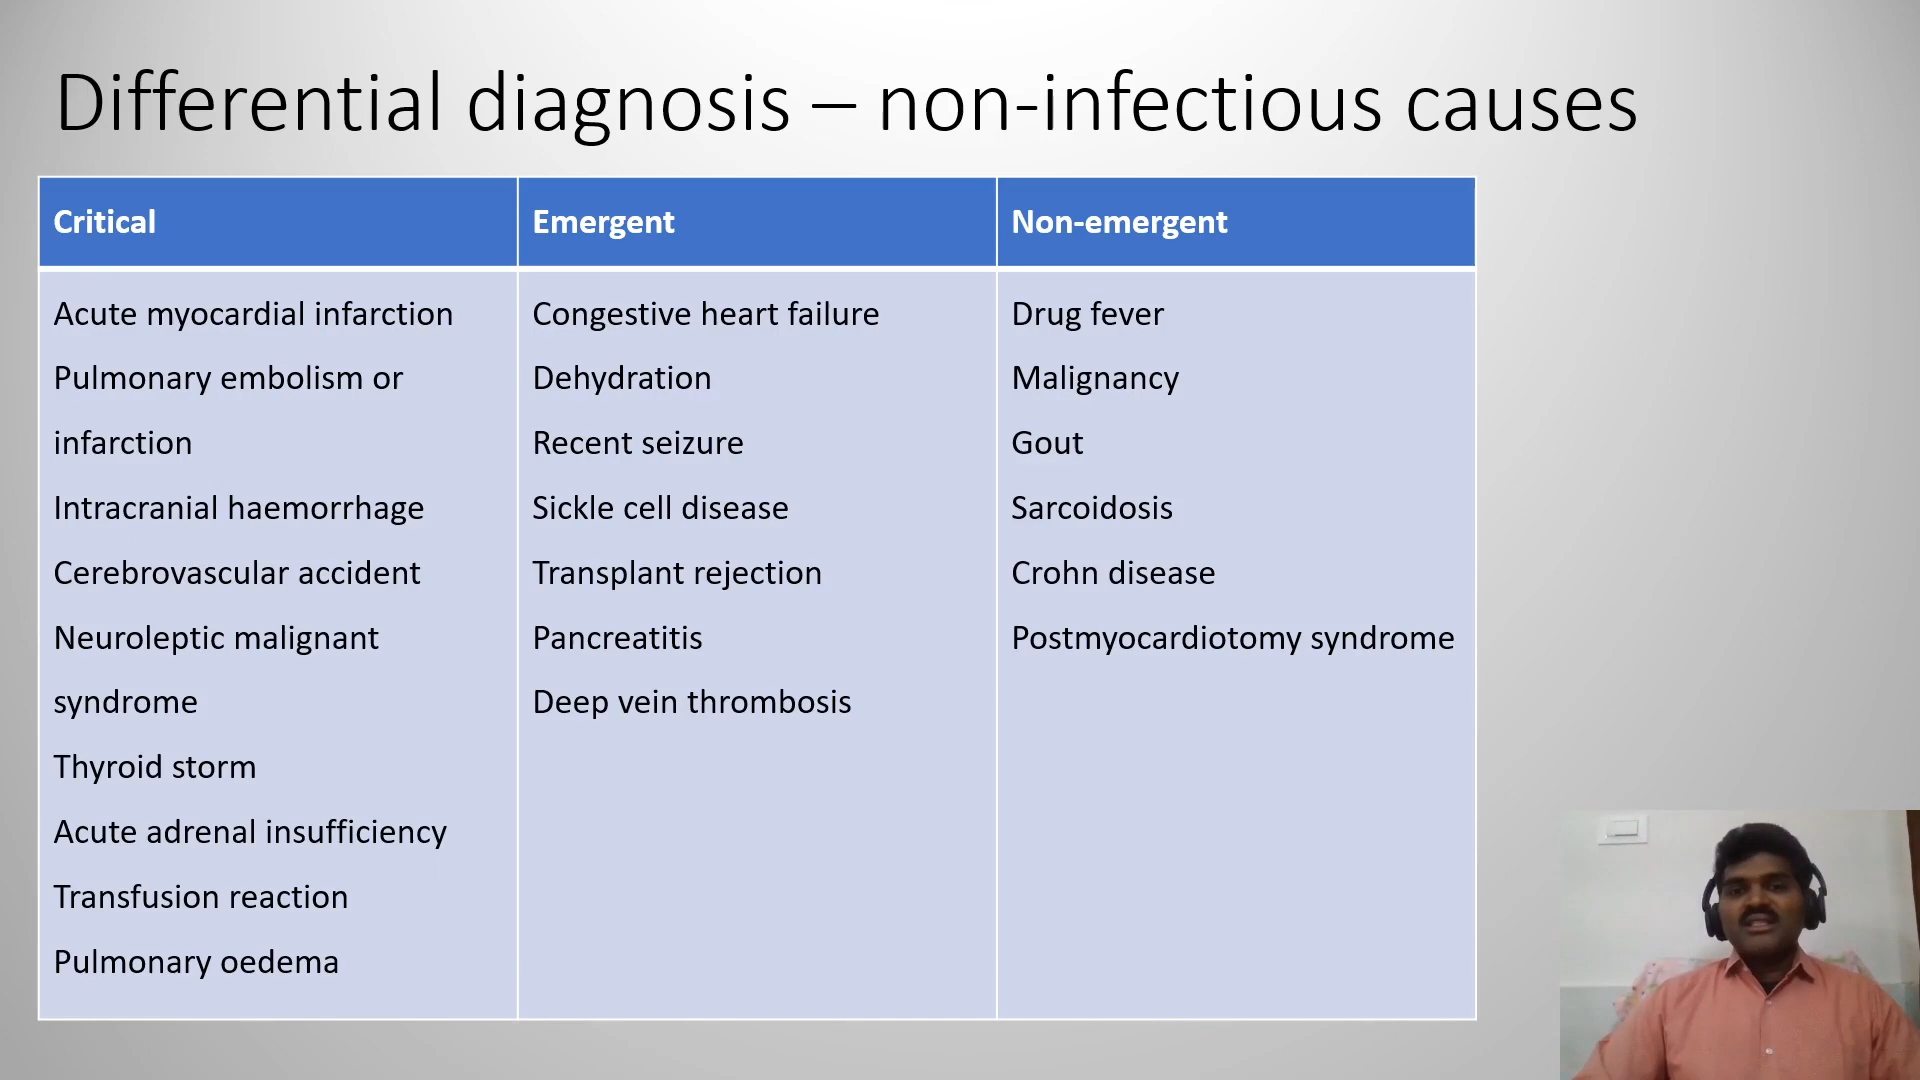 Differential diagnosis – non-infectious causes
Critical
Acute myocardial infarction
Pulmonary embolism or
infarction
Intracranial haemorrhage
Cerebrovascular accident
Neuroleptic malignant
syndrome
Thyroid storm
Acute adrenal insufficiency
Transfusion reaction
Pulmonary oedema
Emergent
Congestive heart failure
Dehydration
Recent seizure
Sickle cell disease
Transplant rejection
Pancreatitis
Deep vein thrombosis
Non-emergent
Drug fever
Malignancy
Gout
Sarcoidosis
Crohn disease
Postmyocardiotomy syndrome